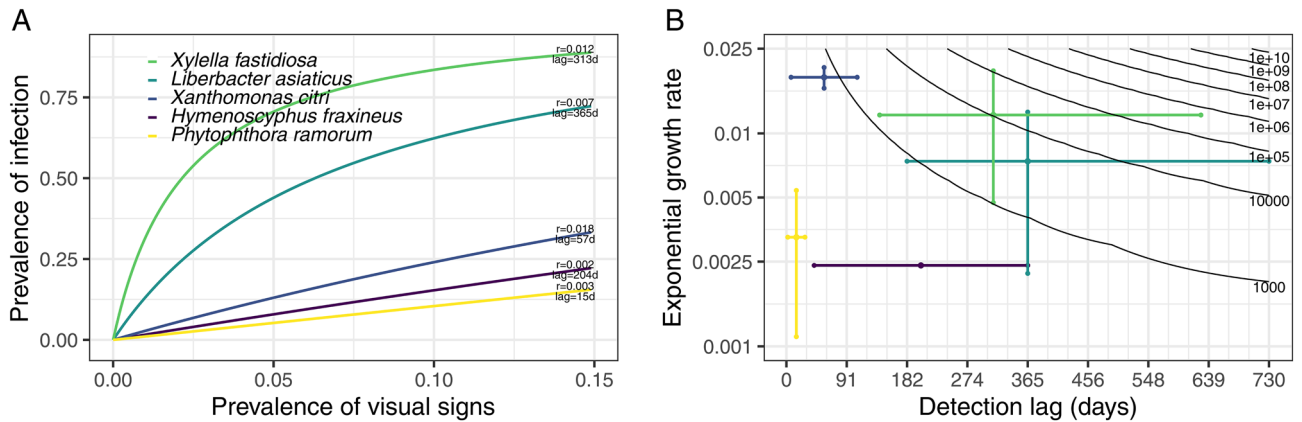 A
Prevalence of infection
0.75
0.50
0.25
0.00
Xylella fastidiosa
Liberbacter asiaticus
Xanthomonas citri
Hymenoscyphus fraxineus
Phytophthora ramorum
r=0.012
lag=313d
r=0.007
lag=365d
r=0.018
lag=57d
r=0.002
lag=204d
r=0.003
lag=15d
0.00 0.05 0.10 0.15
Prevalence of visual signs
B
Exponential growth rate
0.025
0.01
0.005
0.0025
0.001
1e+10
1e+09
1e+08
1e+07
1e+06
1e+05
10000
1000
0 91 182 274 365 456 548 639 730
Detection lag (days)